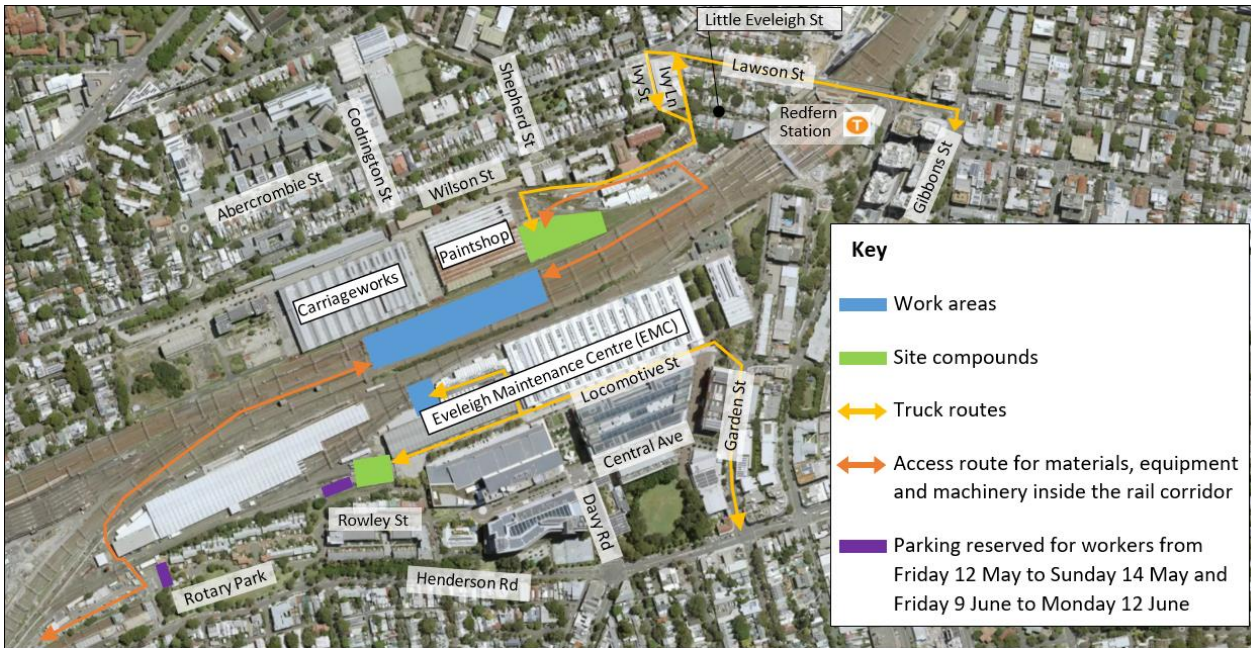 Little Eveleigh St
Ivy St
Ivy Ln
Lawson St
Redfern
Station
T
Gibbons St
Shepherd St
Codrington St
Wilson St
Abercrombie St
Paintshop
Carriageworks
Eveleigh Maintenance Centre (EMC)
Locomotive St
Garden St
Central Ave
Davy Rd
Rowley St
Henderson Rd
Rotary Park
Key
Work areas
Site compounds
Truck routes
Access route for materials, equipment
and machinery inside the rail corridor
Parking reserved for workers from
Friday 12 May to Sunday 14 May and
Friday 9 June to Monday 12 June